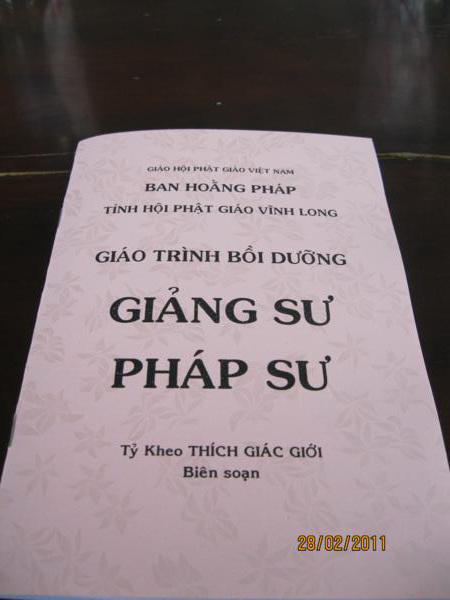 GIÁO HỘI PHẬT GIÁO VIỆT NAM
BAN HOẰNG PHÁP
TỈNH HỘI PHẬT GIÁO VĨNH LONG
GIÁO TRÌNH BỒI DƯỠNG
GIẢNG SƯ
PHÁP SƯ
Tỷ Kheo THÍCH GIÁC GIỚI
Biên soạn
28/02/2011